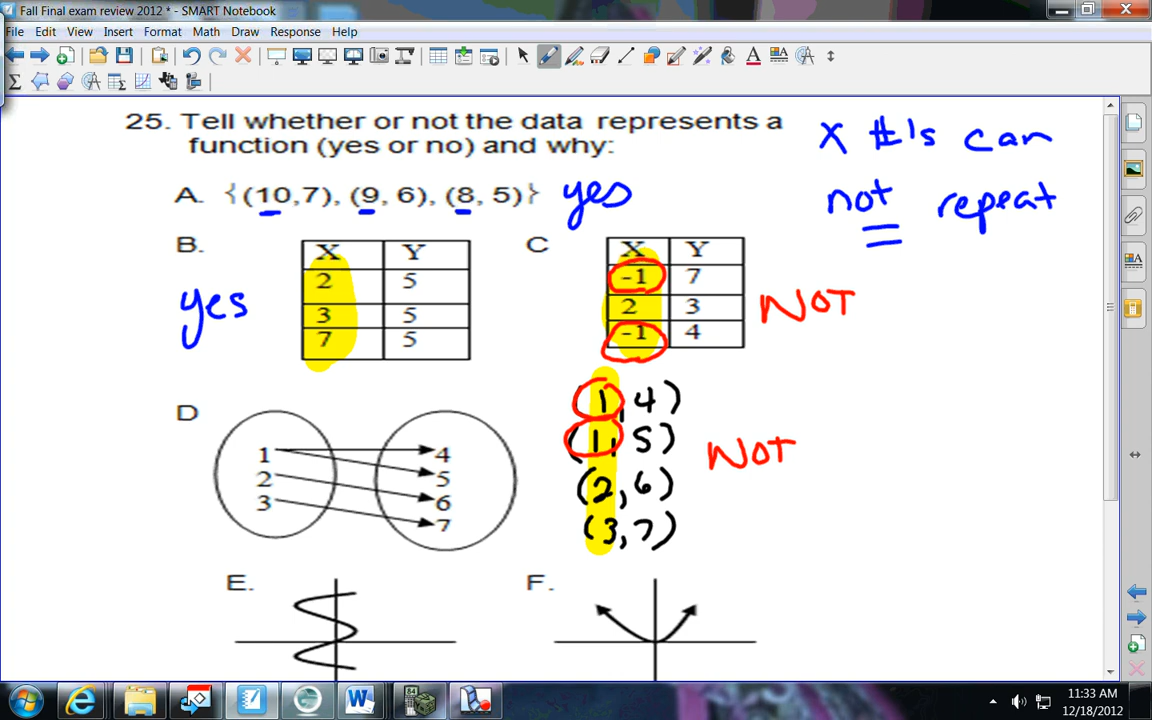 Fall Final exam review 2012 * - SMART Notebook
File Edit View Insert Format Math Draw Response Help
25. Tell whether or not the data represents a
function (yes or no) and why:
x #'s can
not repeat
A. {(10,7), (9, 6), (8, 5)} yes
B.
X Y
2 5
3 5
7 5
yes
C
X Y
-1 7
2 3
-1 4
NOT
D
1
2
3
4
5
6
7
(1, 4)
(1, 5)
(2, 6)
(3, 7)
NOT
E.
F.
11:33 AM
12/18/2012